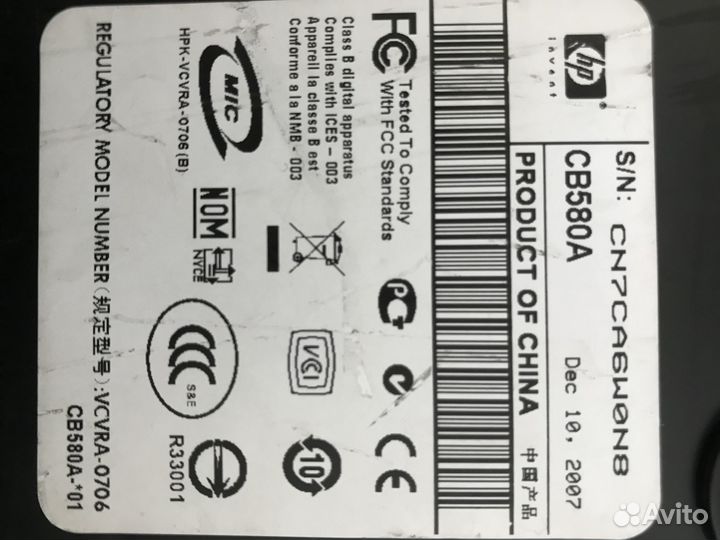 hp
invent
S/N: CN7CA6W0N8
CB580A Dec 10, 2007
PRODUCT OF CHINA 中国产品
FC Tested To Comply
With FCC Standards
PG
CE
Class B digital apparatus
Complies with ICES - 003
Appareil la classe B est
Conforme a la NMB - 003
VCI
10
MIC
HPK-VCVRA-0706 (B)
NOM
NYCE
CCC
S&E
R33001
REGULATORY MODEL NUMBER (规定型号):VCVRA-0706
CB580A-*01
Avito